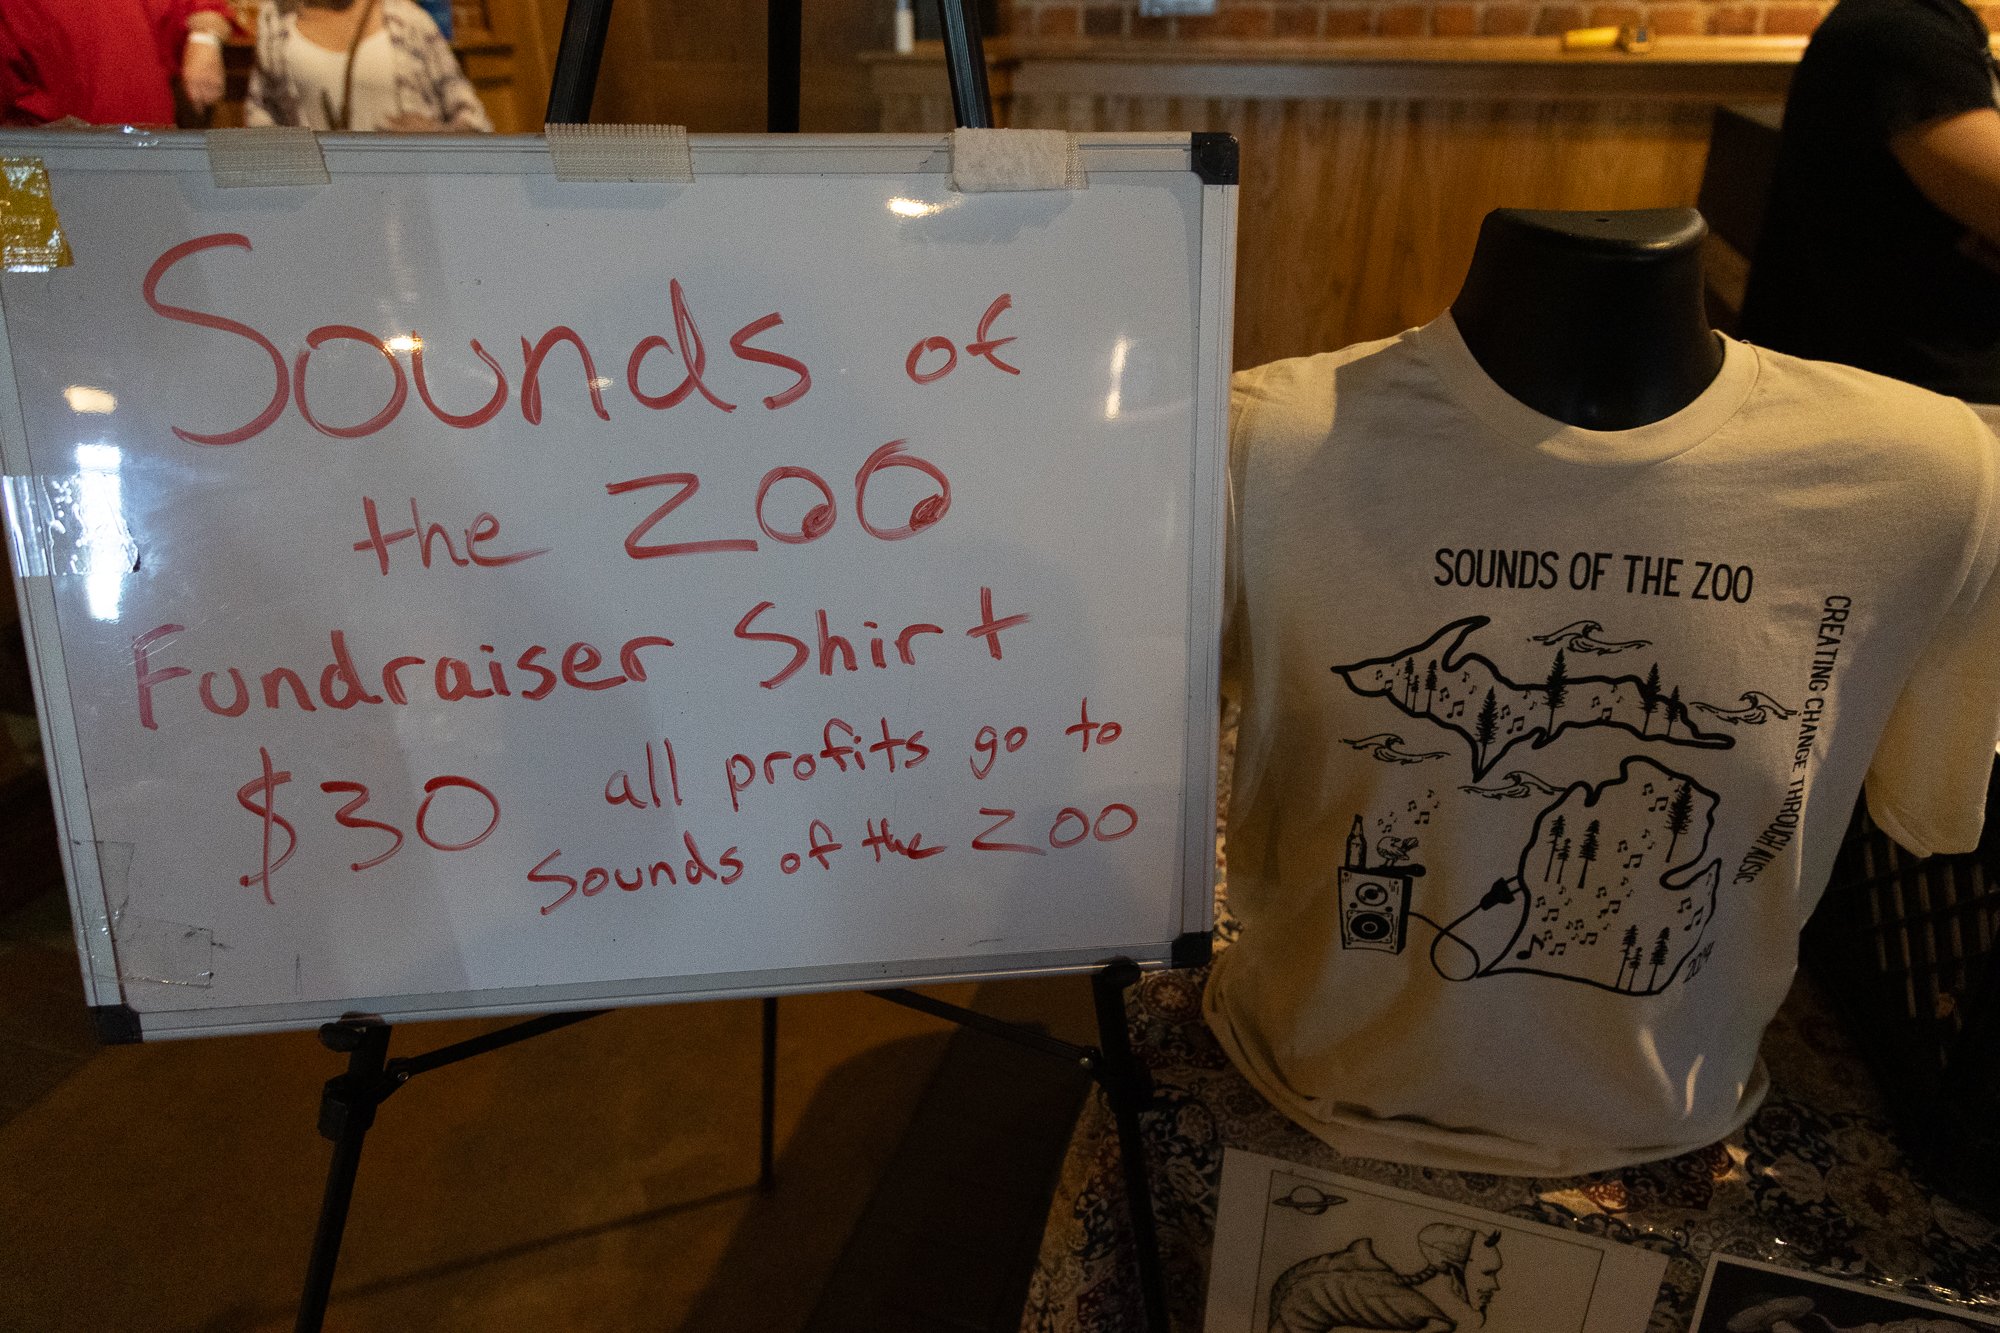 Sounds of
the ZOO
Fundraiser Shirt
$30 all profits go to
Sounds of the ZOO
SOUNDS OF THE ZOO
CREATING CHANGE THROUGH MUSIC
2024